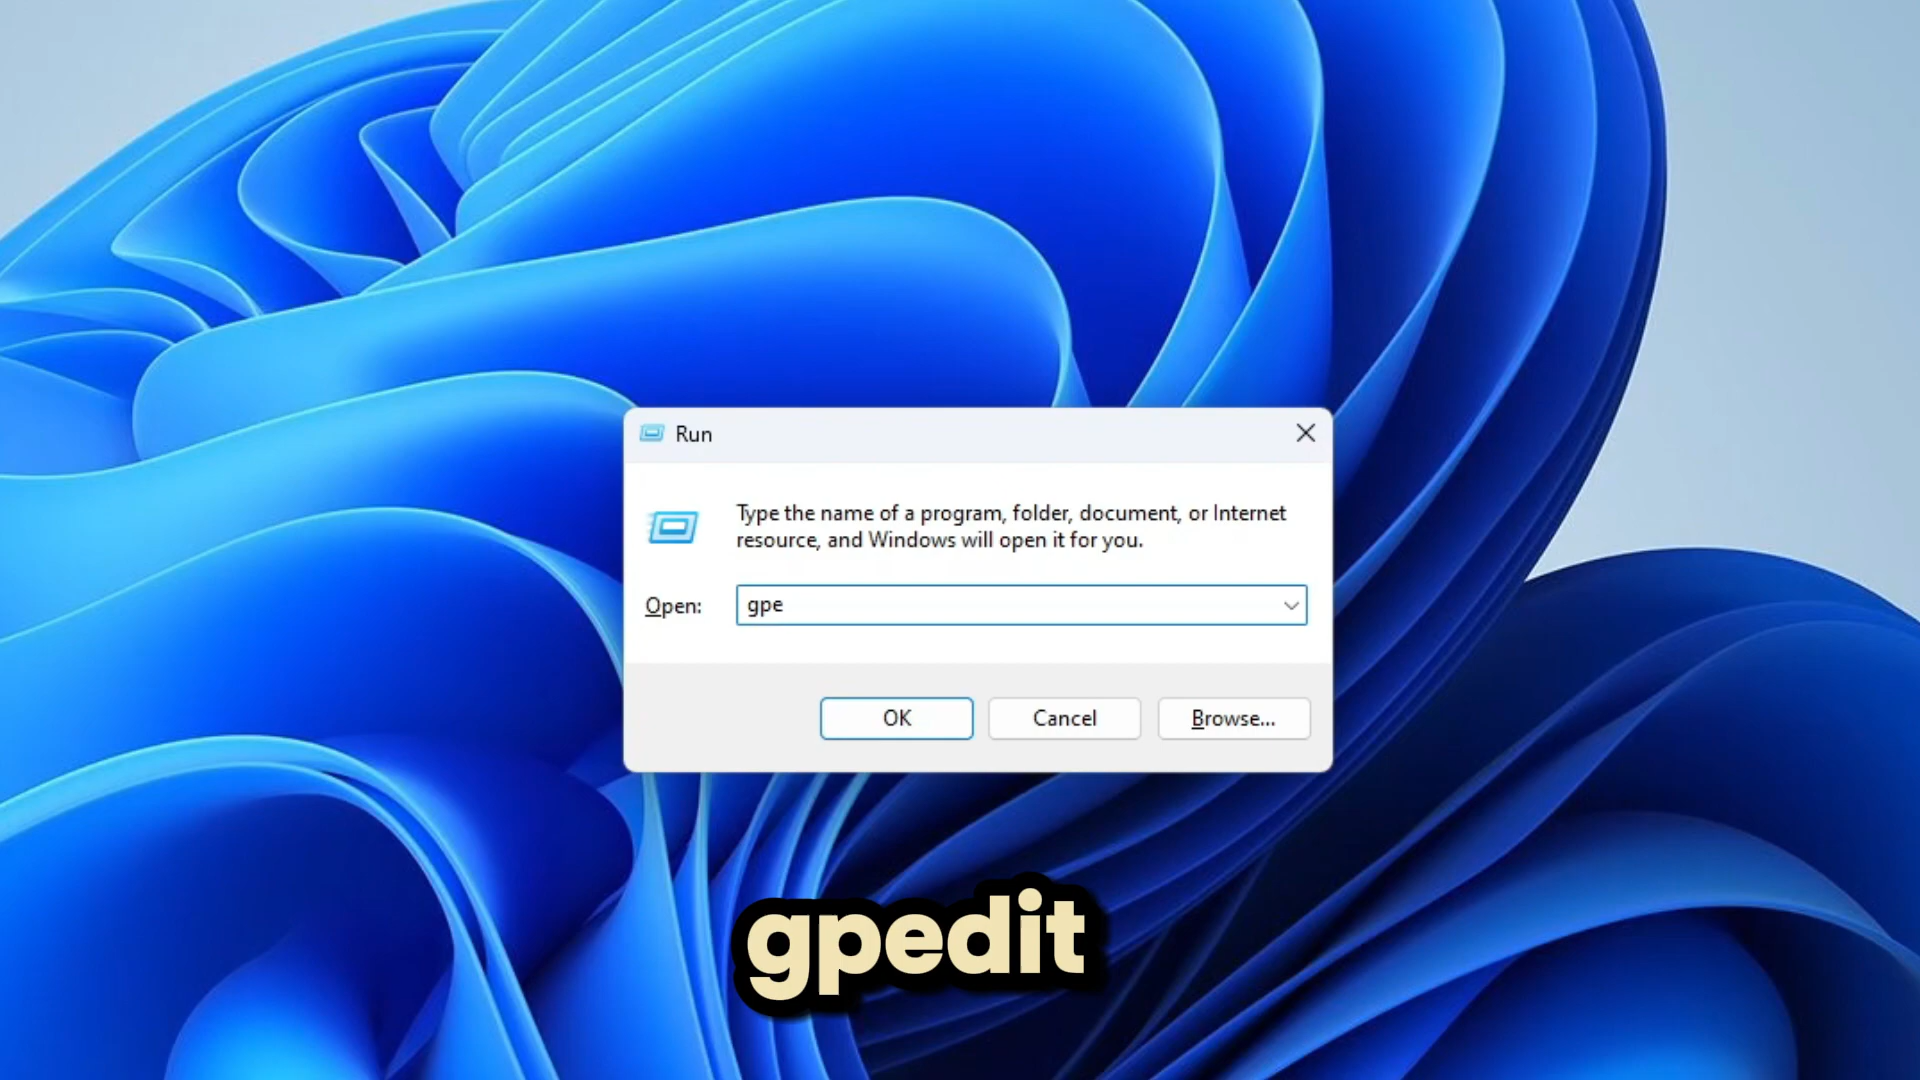 Run
Type the name of a program, folder, document, or Internet
resource, and Windows will open it for you.
Open: gpe
OK Cancel Browse...
gpedit